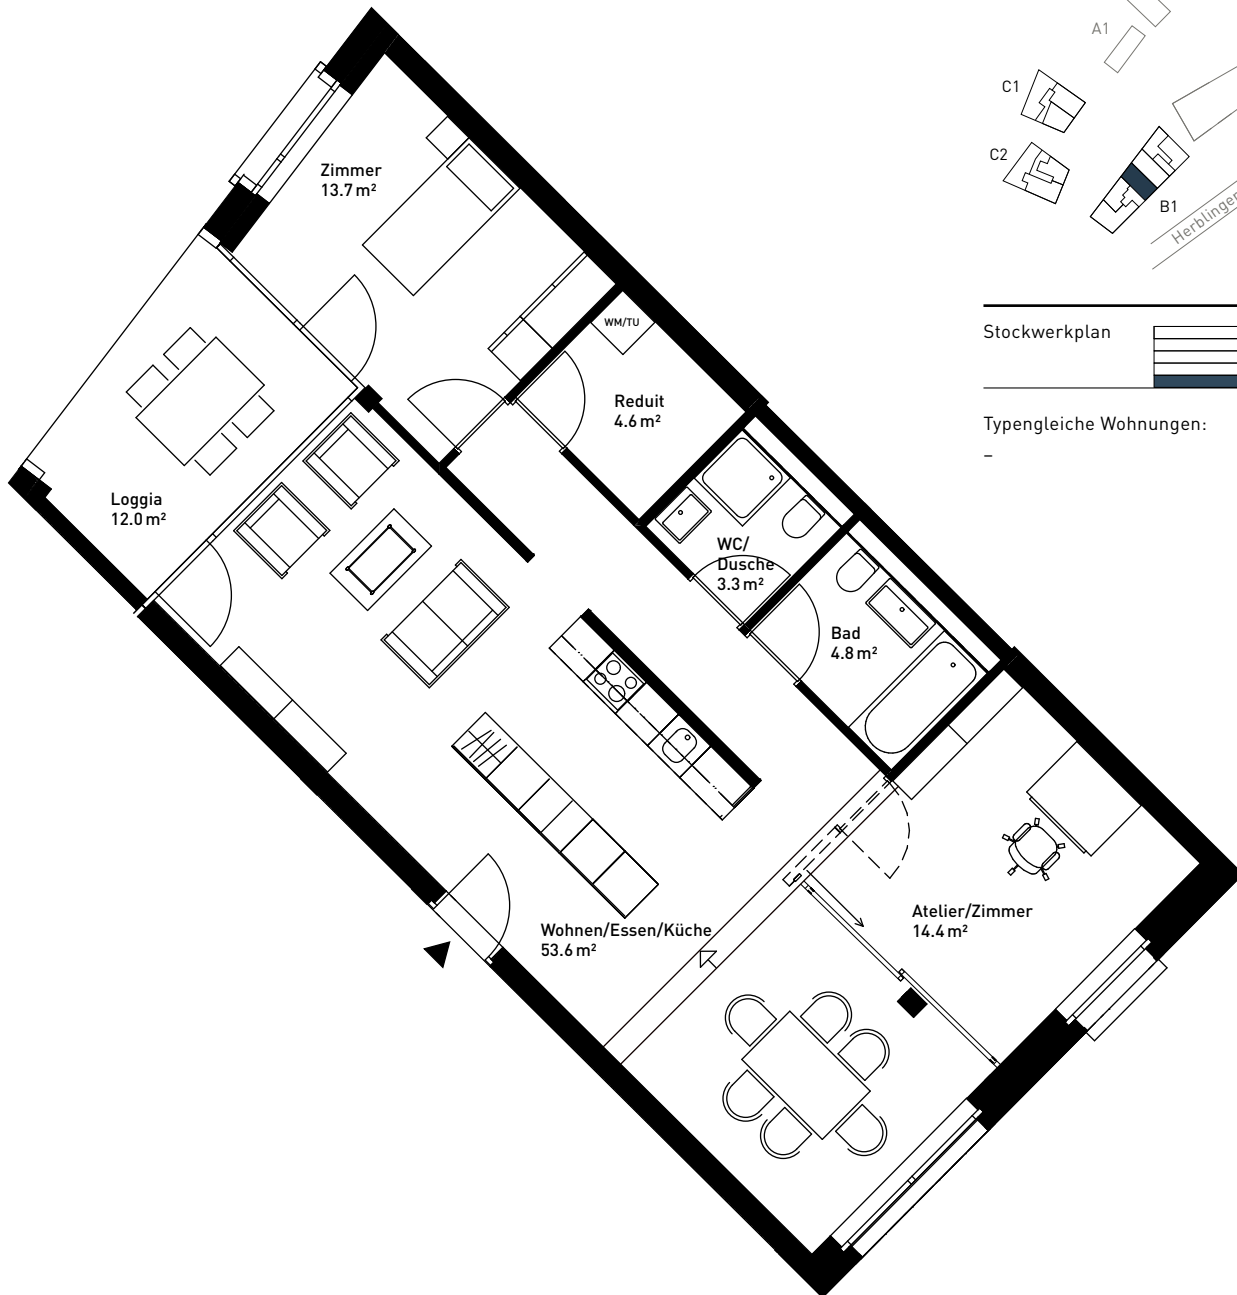 A1
C1
C2
B1
Stockwerkplan
Typengleiche Wohnungen:
–
Zimmer
13.7 m²
WM/TU
Reduit
4.6 m²
Loggia
12.0 m²
WC/
Dusche
3.3 m²
Bad
4.8 m²
Atelier/Zimmer
14.4 m²
Wohnen/Essen/Küche
53.6 m²